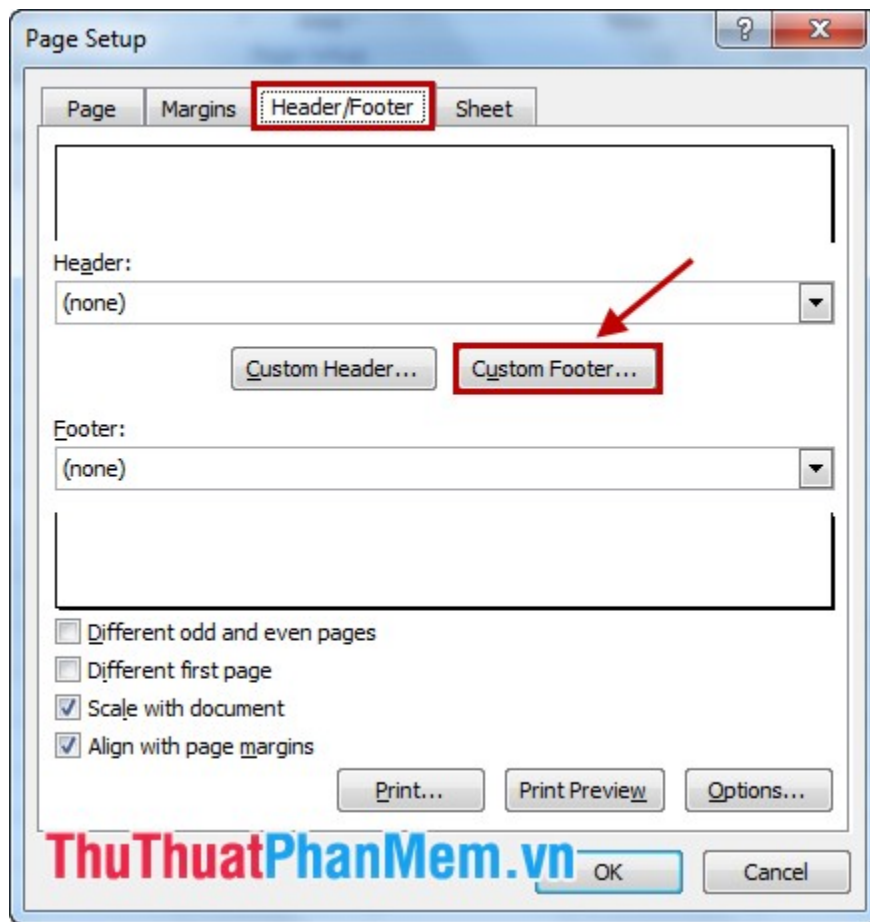 Page Setup
Page Margins Header/Footer Sheet
Header:
(none)
Custom Header... Custom Footer...
Footer:
(none)
Different odd and even pages
Different first page
Scale with document
Align with page margins
Print... Print Preview Options...
ThuThuatPhanMem.vn
OK Cancel